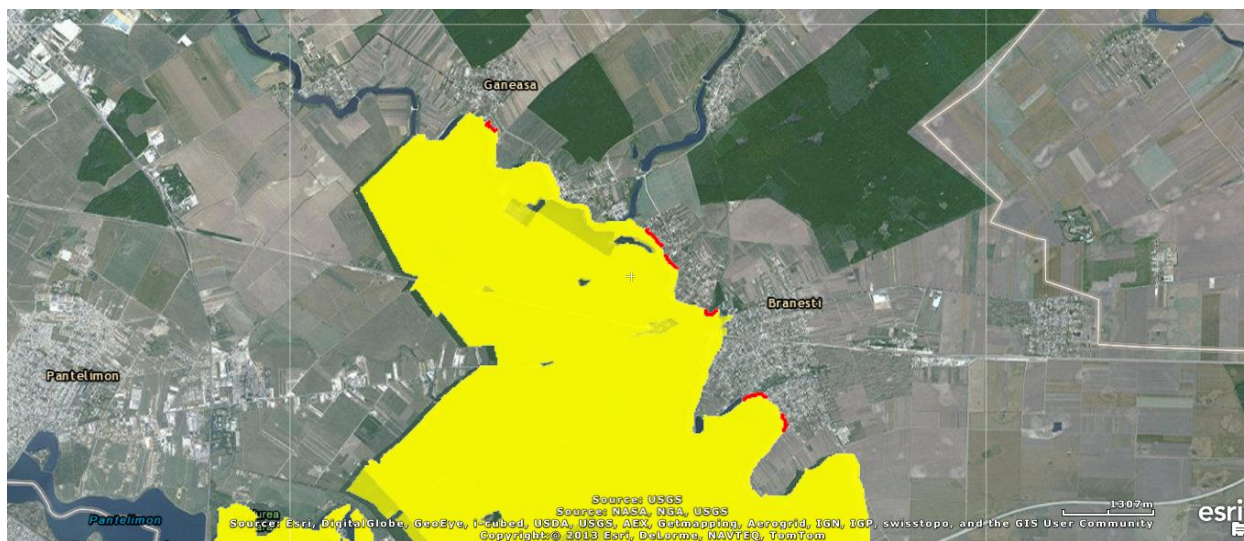 Ganeasa
Branesti
Pantelimon
Pantelimon
1307m
Source: USGS
Source: NASA, NGA, USGS
Source: Esri, DigitalGlobe, GeoEye, i-cubed, USDA, USGS, AEX, Getmapping, Aerogrid, IGN, IGP, swisstopo, and the GIS User Community
Copyright:© 2013 Esri, DeLorme, NAVTEQ, TomTom
esri